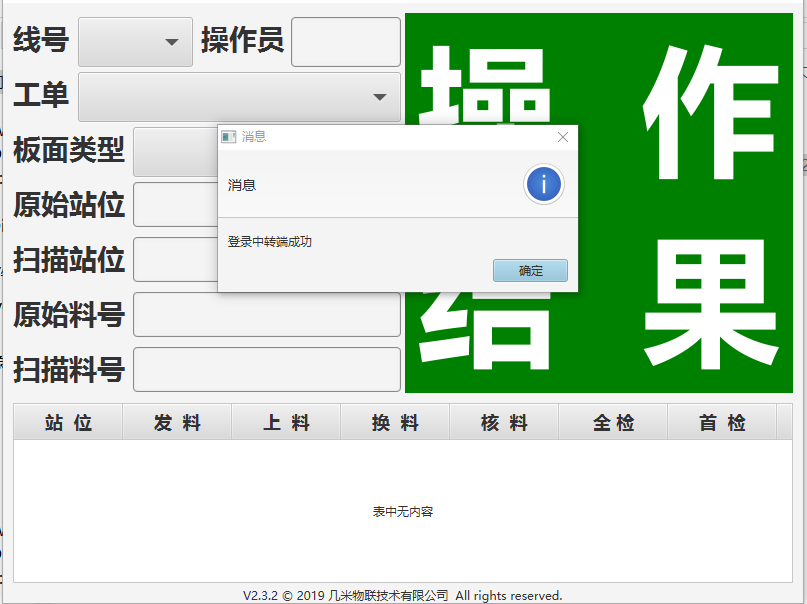 线号 操作员
工单
板面类型
原始站位
扫描站位
原始料号
扫描料号
操 作
结 果
消息
消息
i
登录中转端成功
确定
站 位 发 料 上 料 换 料 核 料 全 检 首 检
表中无内容
V2.3.2 © 2019 几米物联技术有限公司 All rights reserved.